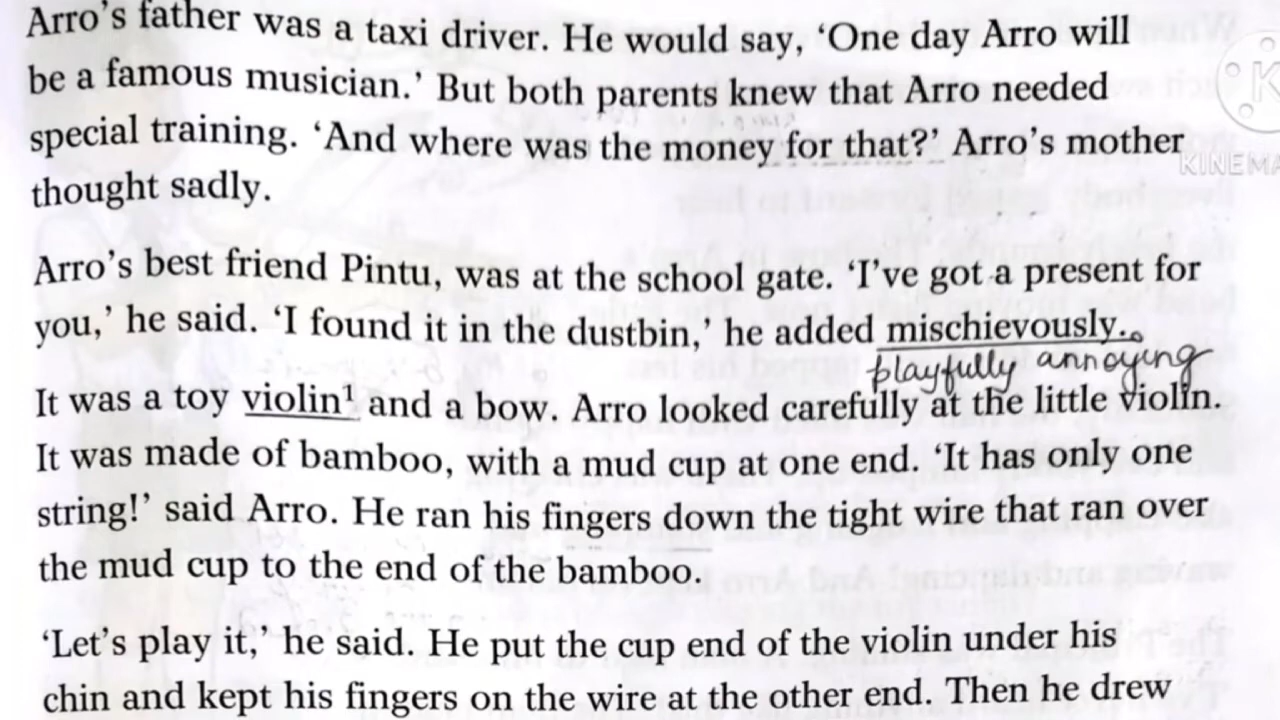 Arro's father was a taxi driver. He would say, 'One day Arro will
be a famous musician.' But both parents knew that Arro needed
special training. 'And where was the money for that?' Arro's mother
thought sadly.
Arro's best friend Pintu, was at the school gate. 'I've got a present for
you,' he said. 'I found it in the dustbin,' he added mischievously.
playfully annoying
It was a toy violin¹ and a bow. Arro looked carefully at the little violin.
It was made of bamboo, with a mud cup at one end. 'It has only one
string!' said Arro. He ran his fingers down the tight wire that ran over
the mud cup to the end of the bamboo.
'Let's play it,' he said. He put the cup end of the violin under his
chin and kept his fingers on the wire at the other end. Then he drew
K
KINEMA